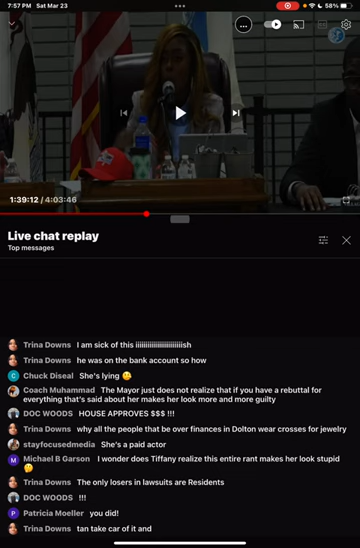 7:57 PM Sat Mar 23
58%
1:39:12 / 4:03:46
Live chat replay
Top messages
Trina Downs I am sick of this iiiiiiiiiiiiiiiiiiiiiiiish
Trina Downs he was on the bank account so how
C Chuck Diseal She's lying 🤥
Coach Muhammad The Mayor just does not realize that if you have a rebuttal for
everything that's said about her makes her look more and more guilty
DOC WOODS HOUSE APPROVES $$$ !!!
Trina Downs why all the people that be over finances in Dolton wear crosses for jewelry
stayfocusedmedia She's a paid actor
M Michael B Garson I wonder does Tiffany realize this entire rant makes her look stupid
🤔
Trina Downs The only losers in lawsuits are Residents
DOC WOODS !!!
P Patricia Moeller you did!
Trina Downs tan take car of it and